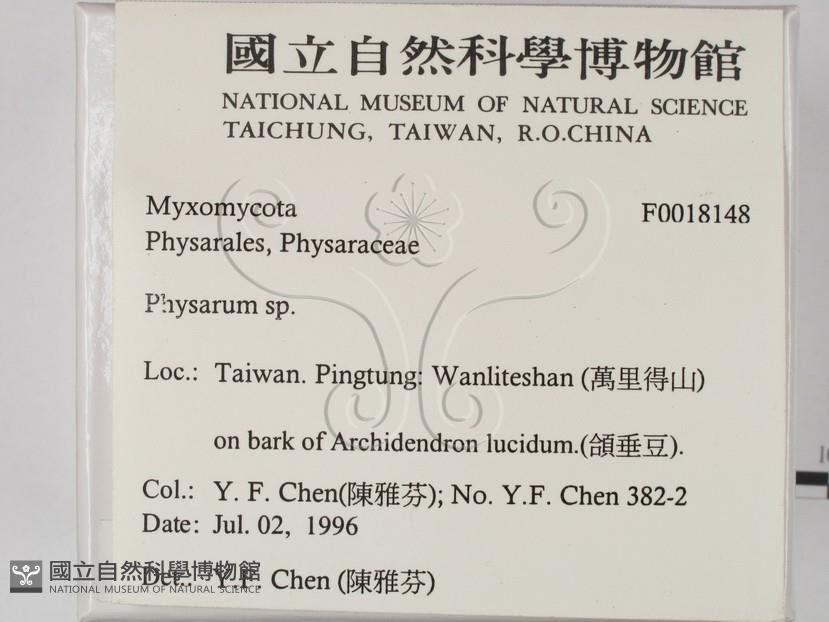 國立自然科學博物館
NATIONAL MUSEUM OF NATURAL SCIENCE
TAICHUNG, TAIWAN, R.O.CHINA
Myxomycota F0018148
Physarales, Physaraceae
Physarum sp.
Loc.: Taiwan. Pingtung: Wanliteshan (萬里得山)
on bark of Archidendron lucidum.(頷垂豆).
Col.: Y. F. Chen(陳雅芬); No. Y.F. Chen 382-2
Date: Jul. 02, 1996
Det.: Y.F. Chen (陳雅芬)
國立自然科學博物館
NATIONAL MUSEUM OF NATURAL SCIENCE